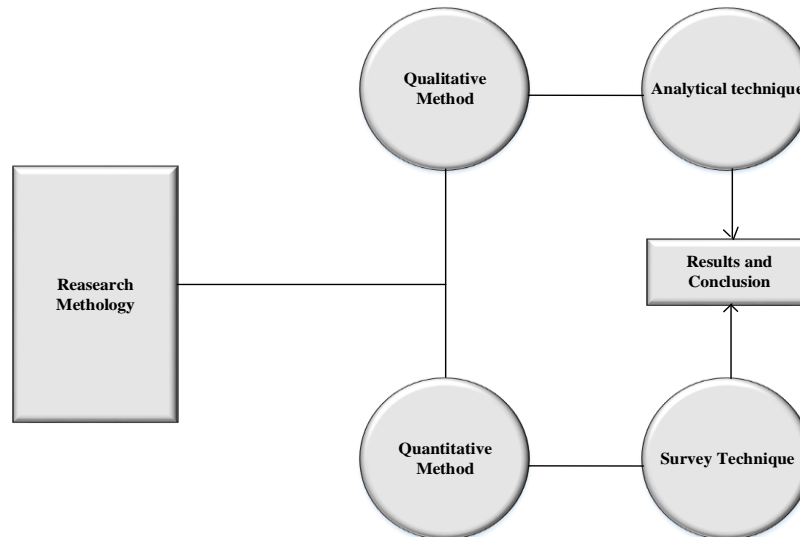 Qualitative
Method
Analytical technique
Reasearch
Methology
Results and
Conclusion
Quantitative
Method
Survey Technique